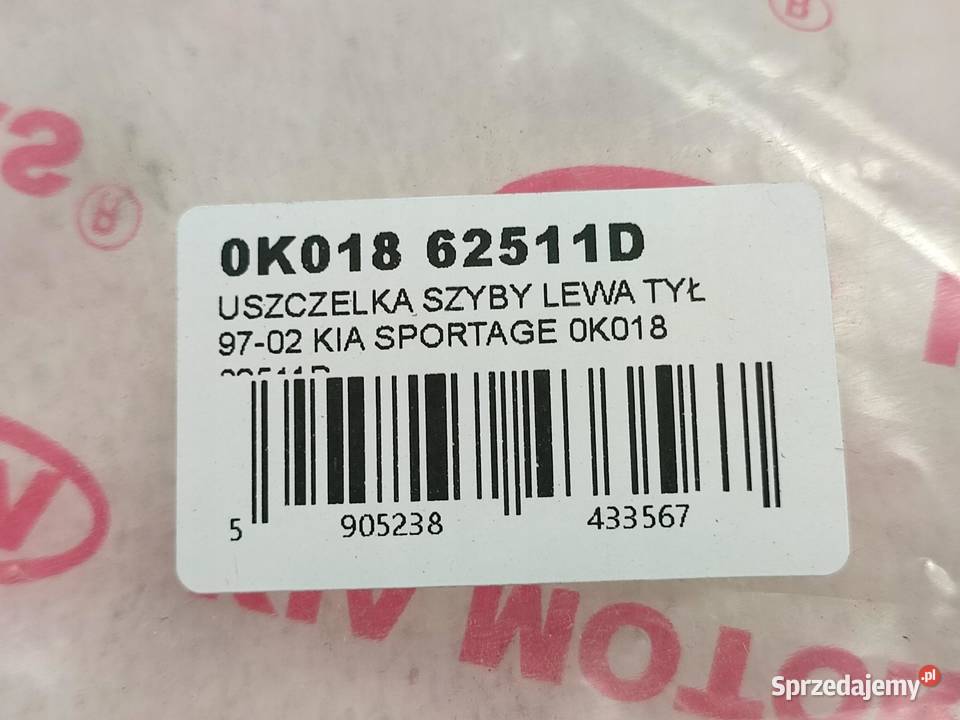 0K018 62511D
USZCZELKA SZYBY LEWA TYŁ
97-02 KIA SPORTAGE 0K018
5 905238 433567
Sprzedajemy.pl